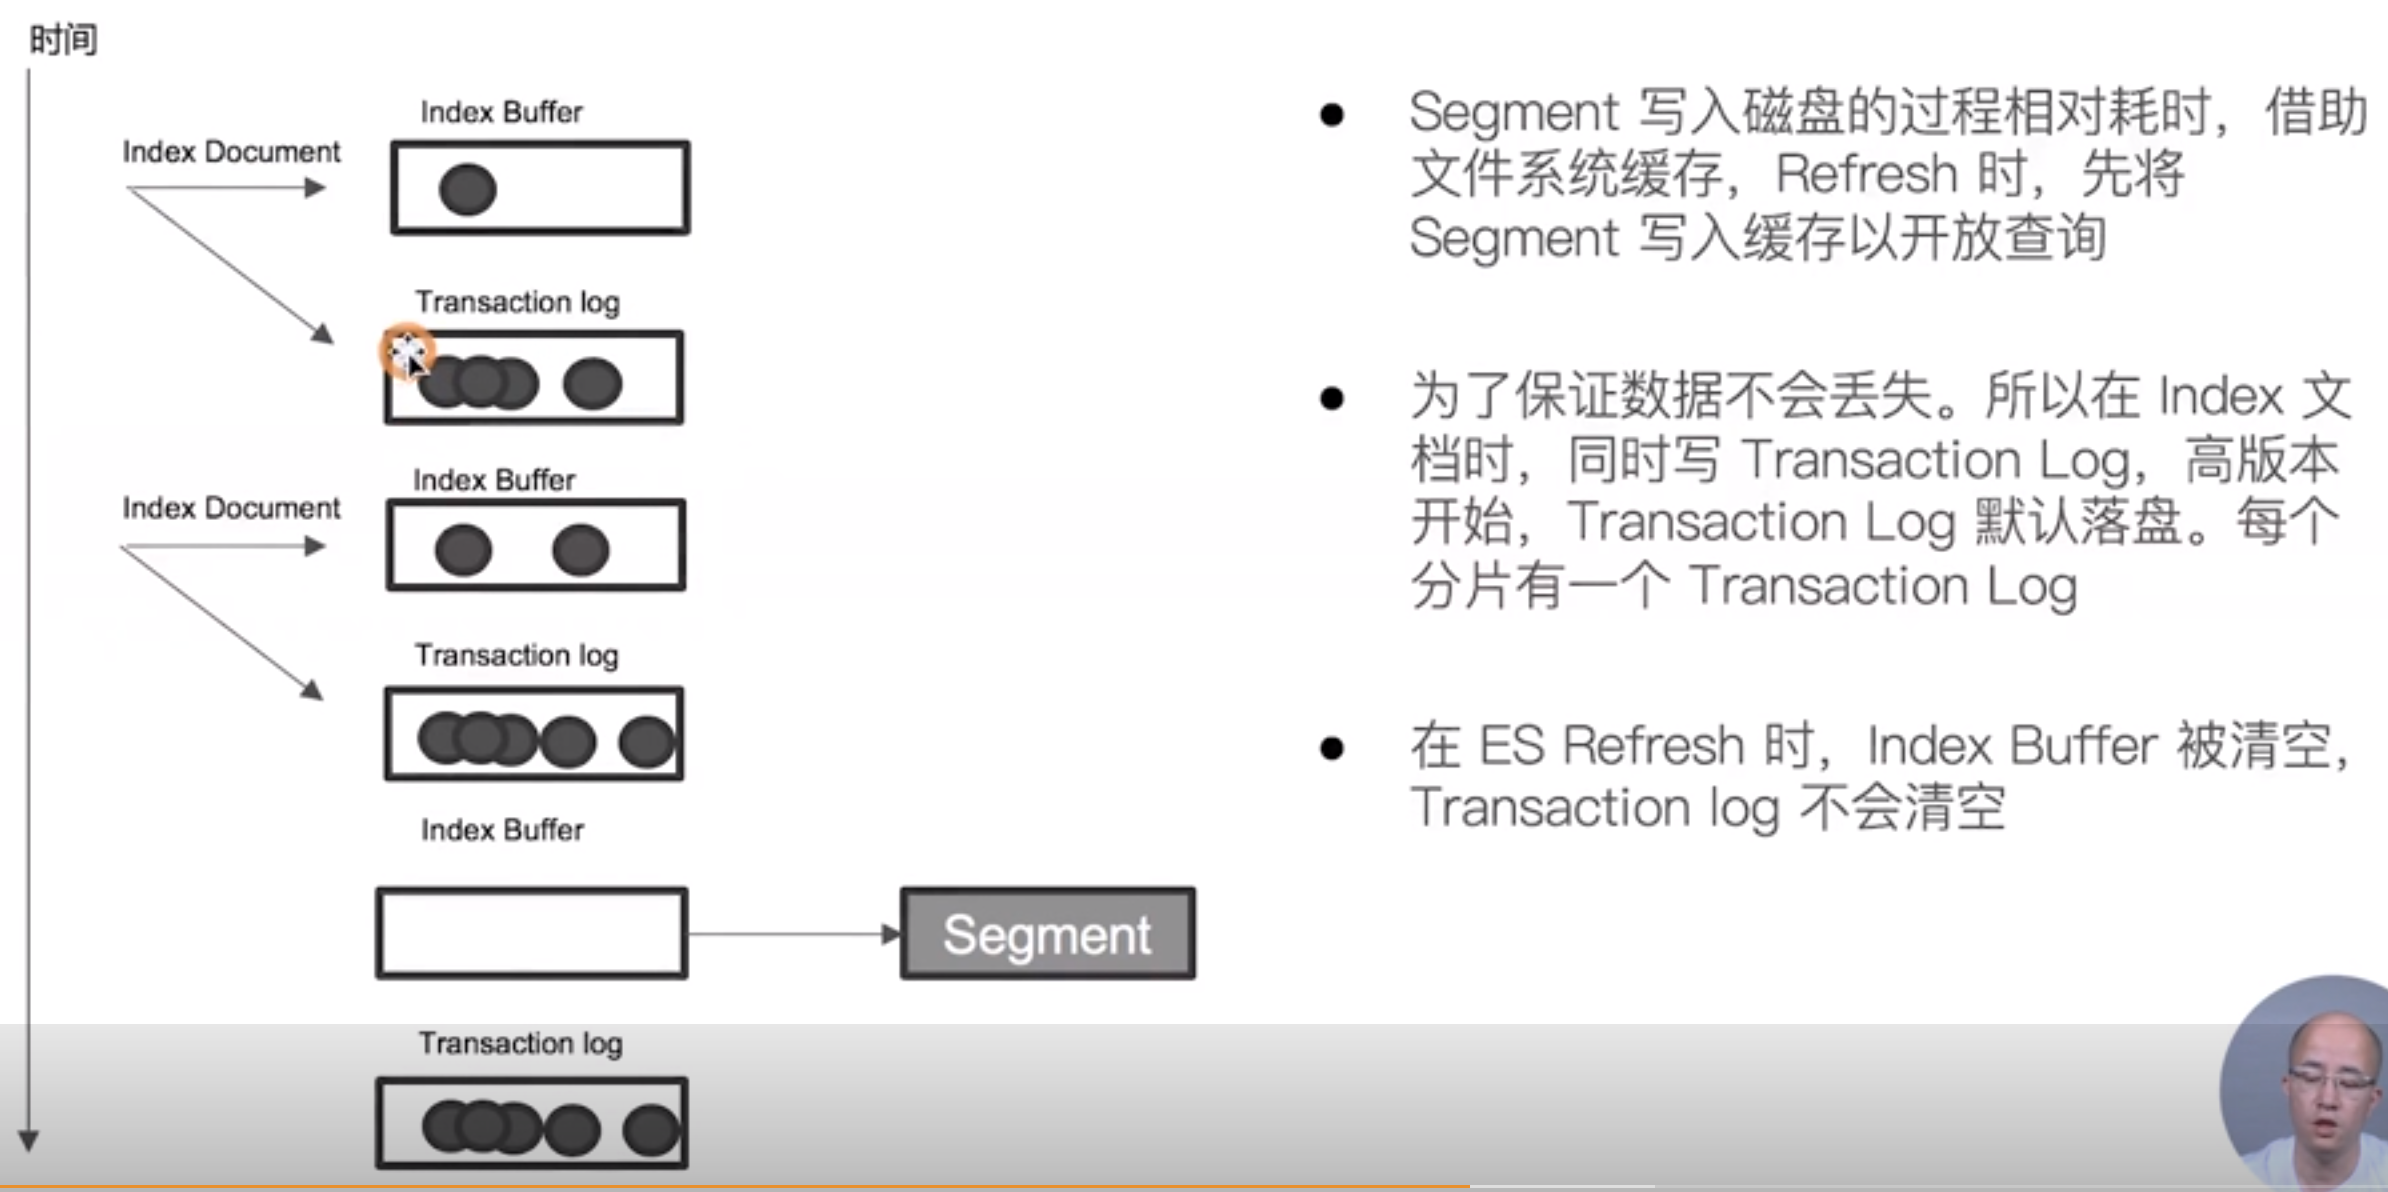 时间
Index Buffer
Index Document
Transaction log
Index Buffer
Index Document
Transaction log
Index Buffer
Segment
Transaction log
● Segment 写入磁盘的过程相对耗时，借助
文件系统缓存，Refresh 时，先将
Segment 写入缓存以开放查询
● 为了保证数据不会丢失。所以在 Index 文
档时，同时写 Transaction Log，高版本
开始，Transaction Log 默认落盘。每个
分片有一个 Transaction Log
● 在 ES Refresh 时，Index Buffer 被清空，
Transaction log 不会清空